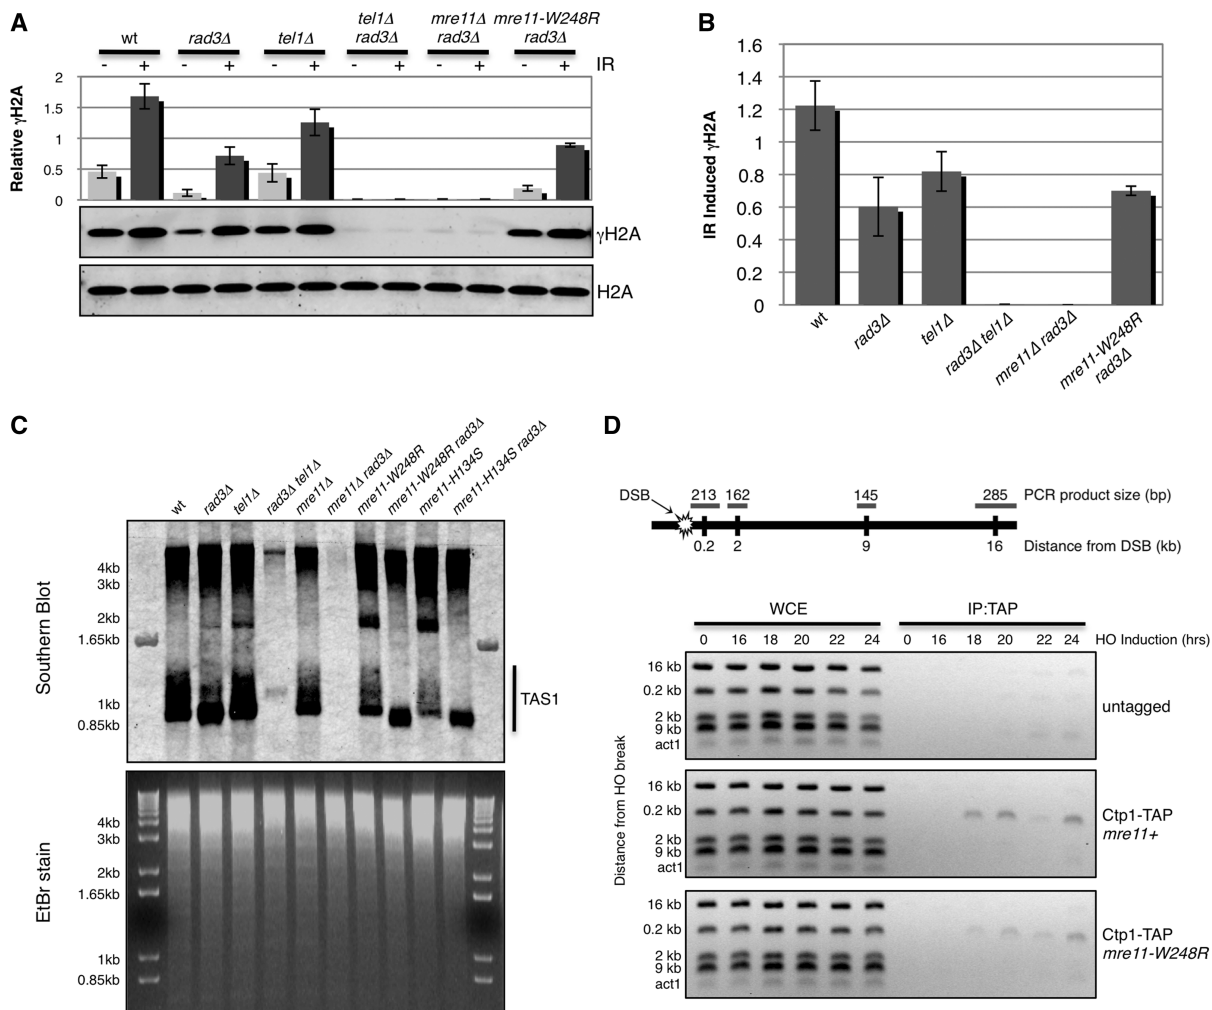 A
wt rad3Δ tel1Δ tel1Δ rad3Δ mre11Δ rad3Δ mre11-W248R rad3Δ
- + - + - + - + - + - + IR
Relative γH2A
2
1.5
1
0.5
0
γH2A
H2A
B
IR Induced γH2A
1.6
1.4
1.2
1
0.8
0.6
0.4
0.2
0
wt rad3Δ tel1Δ rad3Δ tel1Δ mre11Δ rad3Δ mre11-W248R rad3Δ
C
wt rad3Δ tel1Δ rad3Δ tel1Δ mre11Δ mre11Δ rad3Δ mre11-W248R mre11-W248R rad3Δ mre11-H134S mre11-H134S rad3Δ
Southern Blot
4kb
3kb
2kb
1.65kb
1kb
0.85kb
TAS1
EtBr stain
4kb
3kb
2kb
1.65kb
1kb
0.85kb
D
DSB 213 162 145 285 PCR product size (bp)
0.2 2 9 16 Distance from DSB (kb)
WCE IP:TAP
0 16 18 20 22 24 0 16 18 20 22 24 HO Induction (hrs)
Distance from HO break
16 kb
0.2 kb
2 kb
9 kb
act1
untagged
16 kb
0.2 kb
2 kb
9 kb
act1
Ctp1-TAP
mre11+
16 kb
0.2 kb
2 kb
9 kb
act1
Ctp1-TAP
mre11-W248R